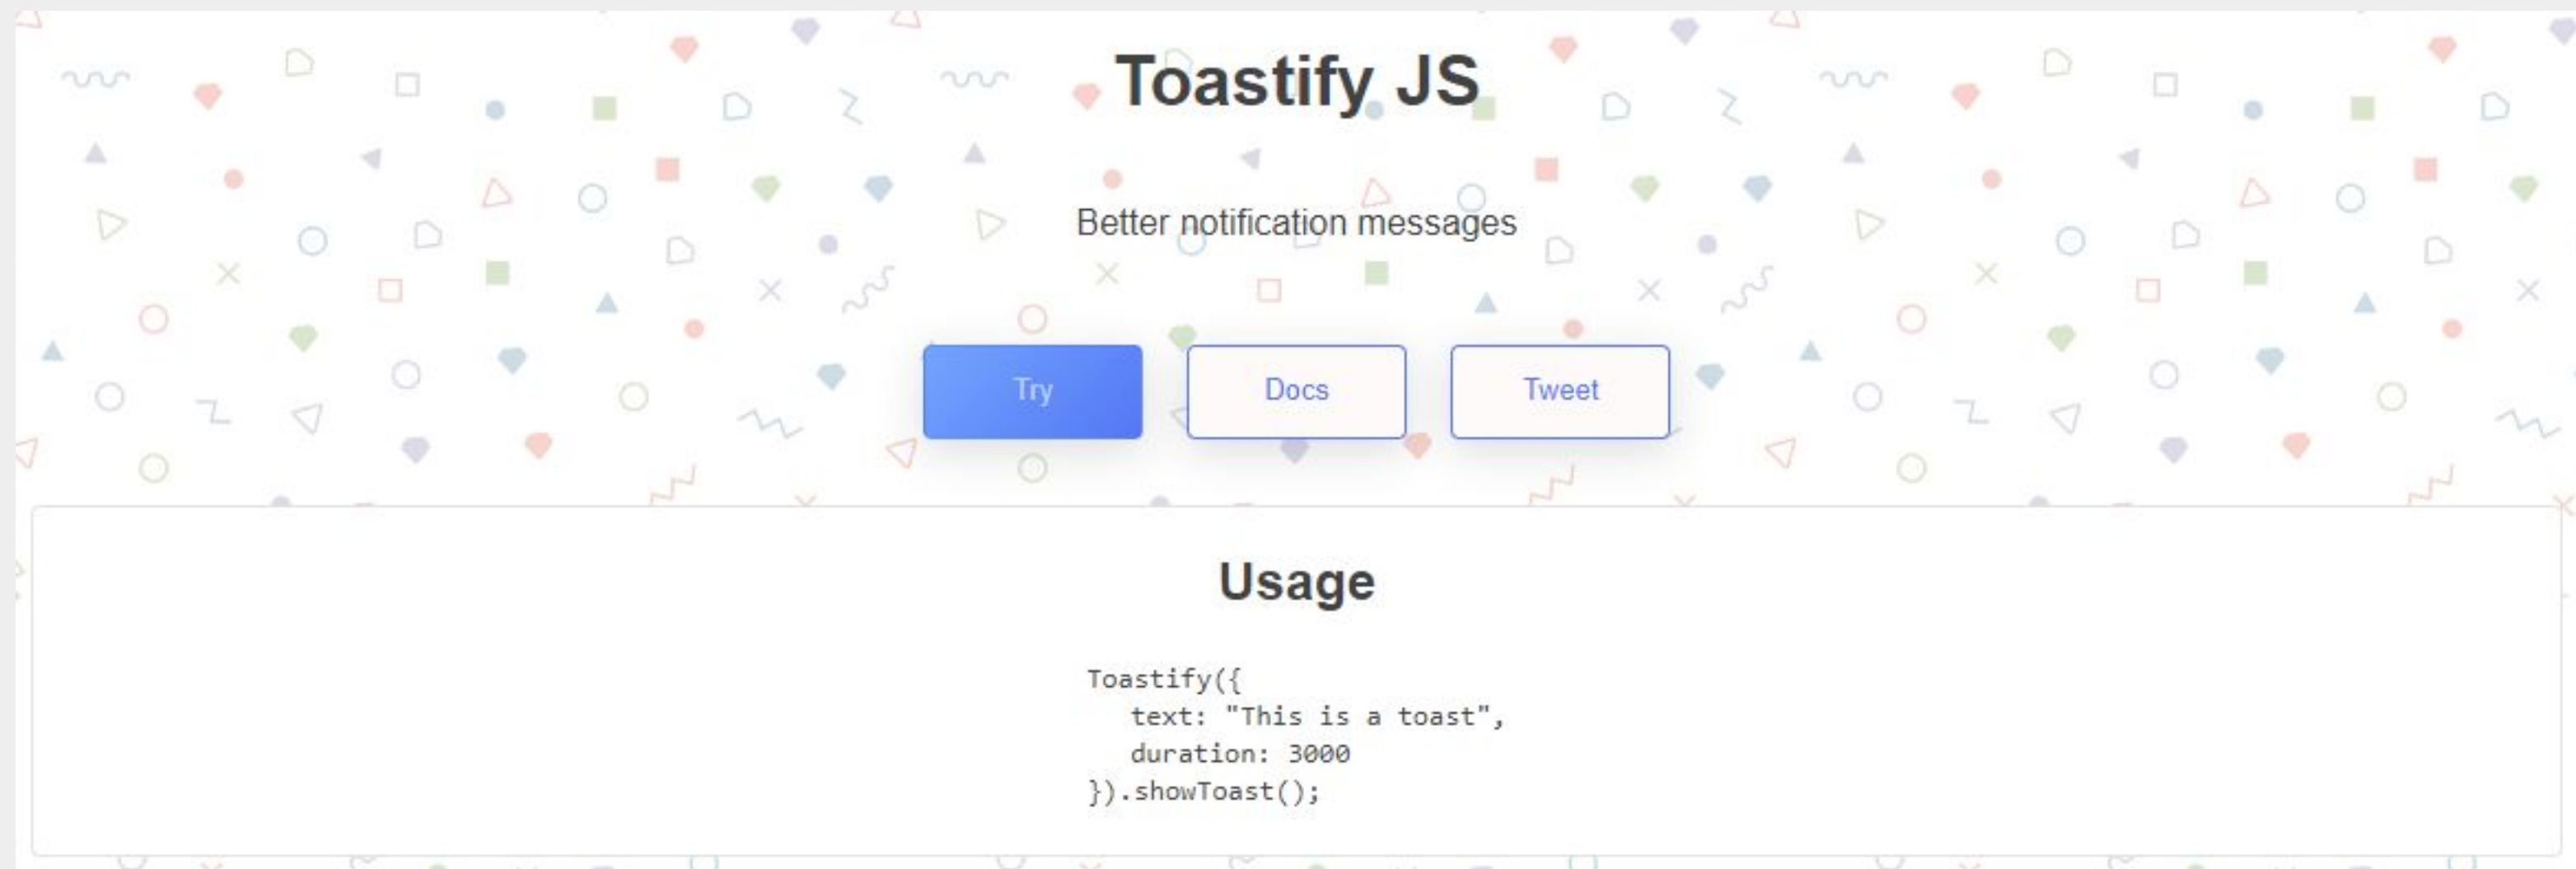 Toastify JS
Better notification messages
Try
Docs
Tweet
Usage
Toastify({
   text: "This is a toast",
   duration: 3000
}).showToast();